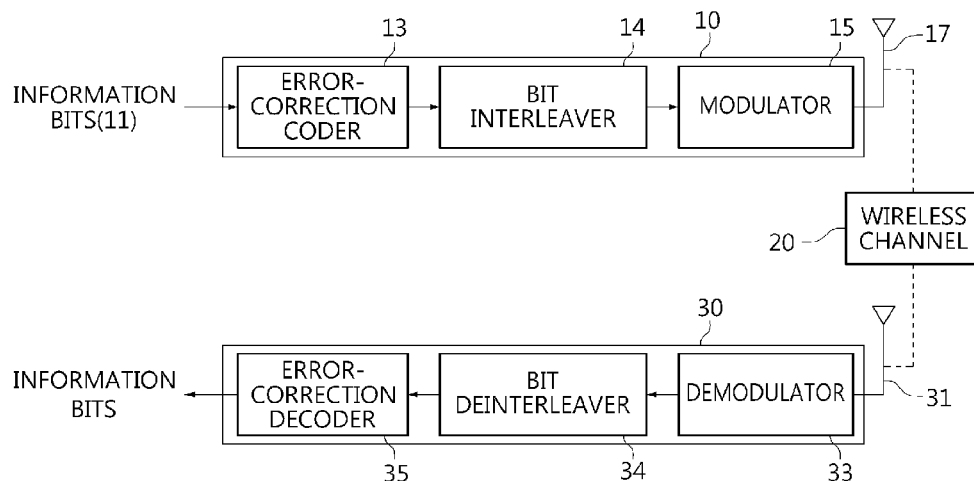 13
14
10
15
17
INFORMATION
BITS(11)
ERROR-
CORRECTION
CODER
BIT
INTERLEAVER
MODULATOR
20
WIRELESS
CHANNEL
30
INFORMATION
BITS
ERROR-
CORRECTION
DECODER
BIT
DEINTERLEAVER
DEMODULATOR
31
35
34
33